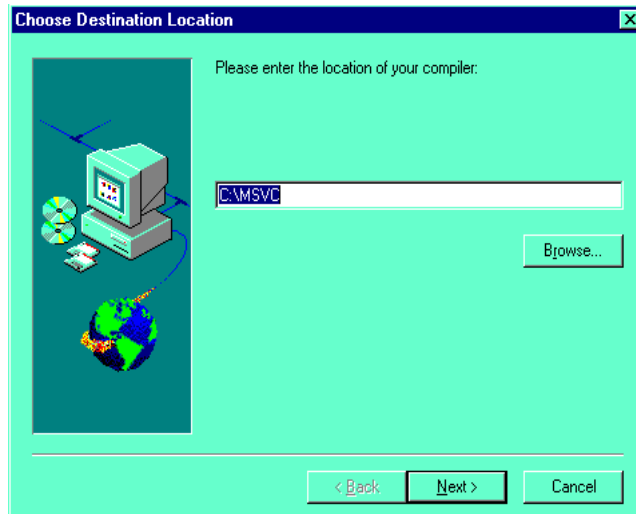 Choose Destination Location
Please enter the location of your compiler:
C:\MSVC
Browse...
< Back
Next >
Cancel